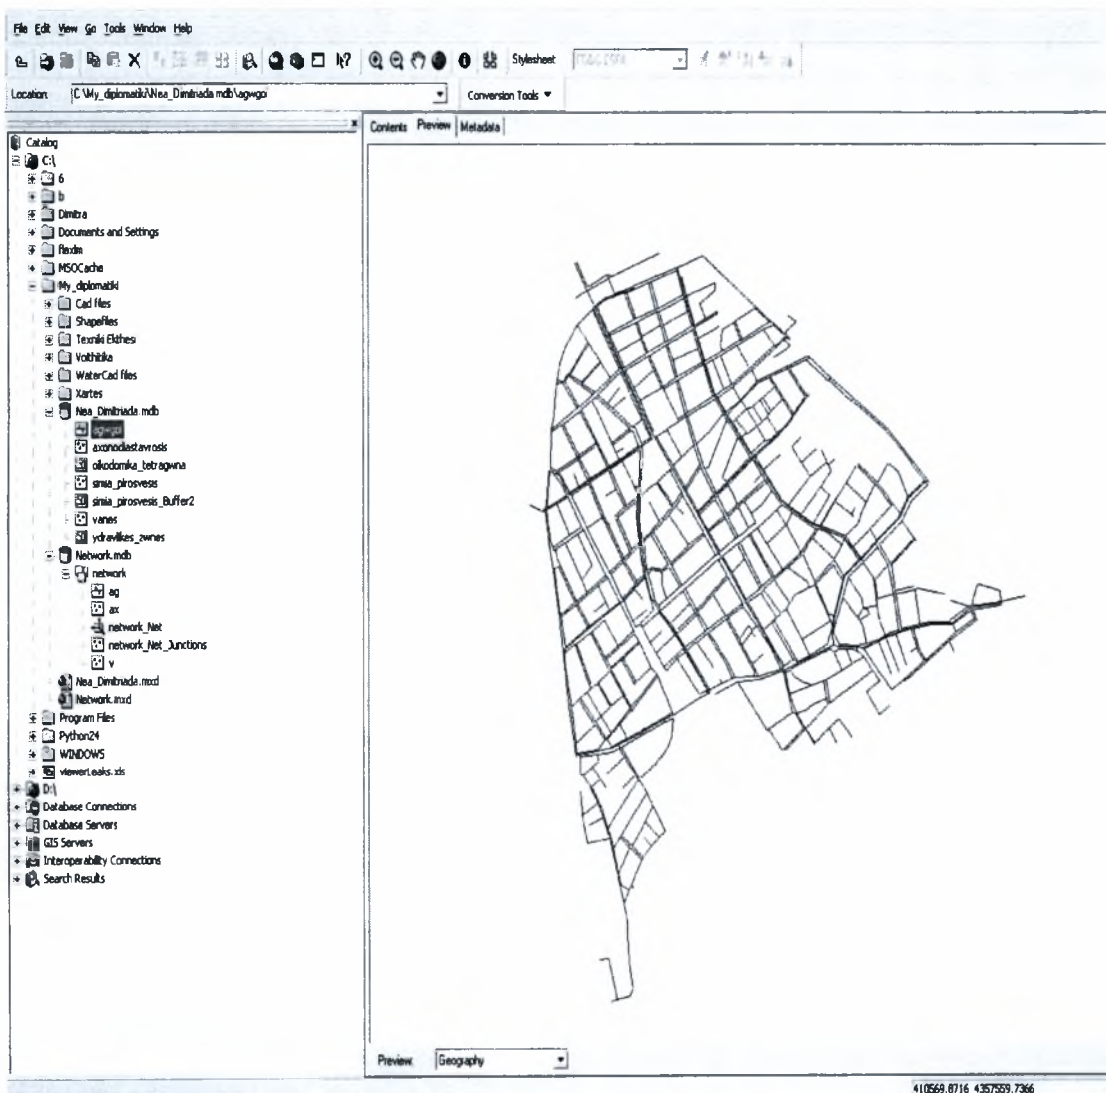 File Edit View Go Tools Window Help
Stylesheet:
Location: C:\My_diplomatiki\Nea_Dimitriada.mdb\agwgoi
Conversion Tools
Contents Preview Metadata
Catalog
C:\
6
b
Dimitra
Documents and Settings
flexlm
MSOCache
My_diplomatiki
Cad files
Shapefiles
Texniki Ekthesi
Voithitika
WaterCad files
Xartes
Nea_Dimitriada.mdb
agwgoi
axonodiastavrosis
oikodomika_tetragwna
simia_pirosvesis
simia_pirosvesis_Buffer2
vanes
ydravlikes_zwnes
Network.mdb
network
ag
ax
network_Net
network_Net_Junctions
v
Nea_Dimitriada.mxd
Network.mxd
Program Files
Python24
WINDOWS
viewerLeaks.xls
D:\
Database Connections
Database Servers
GIS Servers
Interoperability Connections
Search Results
Preview: Geography
410569.8716 4357559.7366